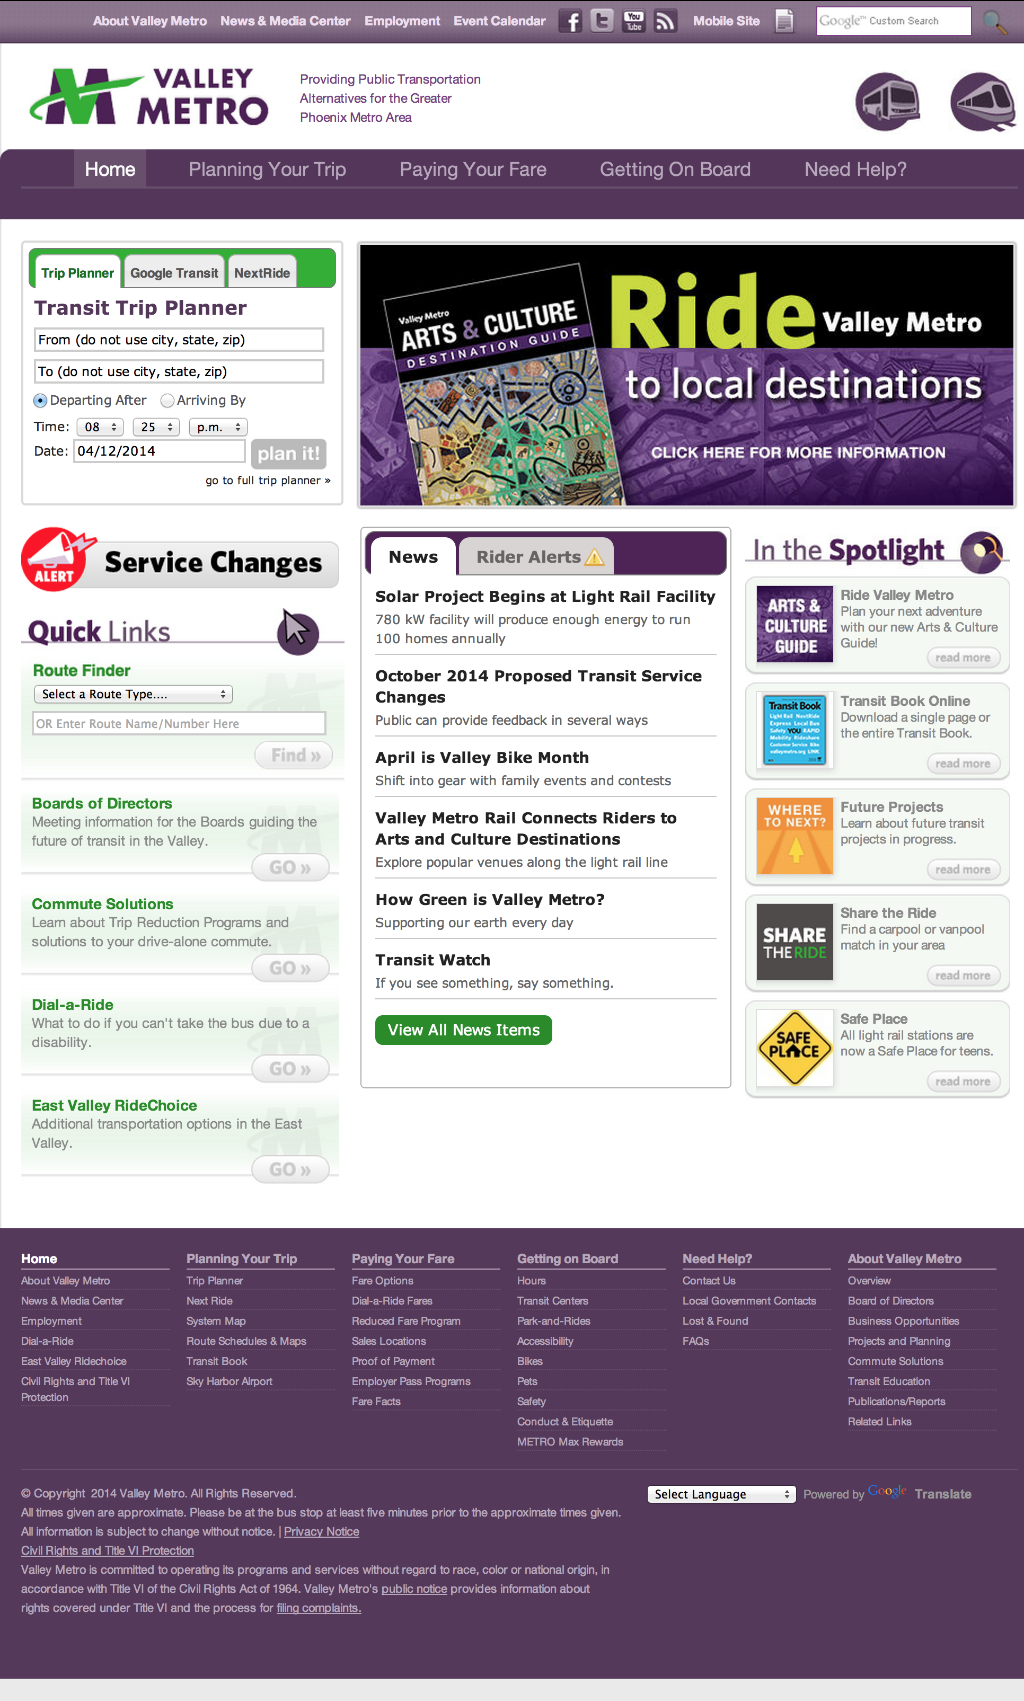 About Valley Metro News & Media Center Employment Event Calendar You Tube Mobile Site Google™ Custom Search
VALLEY
METRO
Providing Public Transportation
Alternatives for the Greater
Phoenix Metro Area
Home Planning Your Trip Paying Your Fare Getting On Board Need Help?
Trip Planner Google Transit NextRide
Transit Trip Planner
From (do not use city, state, zip)
To (do not use city, state, zip)
Departing After Arriving By
Time: 08 25 p.m.
Date: 04/12/2014 plan it!
go to full trip planner »
Valley Metro
ARTS & CULTURE
DESTINATION GUIDE
Ride Valley Metro
to local destinations
CLICK HERE FOR MORE INFORMATION
ALERT Service Changes
Quick Links
Route Finder
Select a Route Type....
OR Enter Route Name/Number Here
Find »
Boards of Directors
Meeting information for the Boards guiding the
future of transit in the Valley.
GO »
Commute Solutions
Learn about Trip Reduction Programs and
solutions to your drive-alone commute.
GO »
Dial-a-Ride
What to do if you can't take the bus due to a
disability.
GO »
East Valley RideChoice
Additional transportation options in the East
Valley.
GO »
News Rider Alerts
Solar Project Begins at Light Rail Facility
780 kW facility will produce enough energy to run
100 homes annually
October 2014 Proposed Transit Service
Changes
Public can provide feedback in several ways
April is Valley Bike Month
Shift into gear with family events and contests
Valley Metro Rail Connects Riders to
Arts and Culture Destinations
Explore popular venues along the light rail line
How Green is Valley Metro?
Supporting our earth every day
Transit Watch
If you see something, say something.
View All News Items
In the Spotlight
ARTS &
CULTURE
GUIDE
Ride Valley Metro
Plan your next adventure
with our new Arts & Culture
Guide!
read more
Transit Book
Light Rail NextRide
Express Local Bus
Safety YOU RAPID
Mobility Rideshare
Customer Service Bike
valleymetro.org LINK
Transit Book Online
Download a single page or
the entire Transit Book.
read more
WHERE
TO NEXT?
Future Projects
Learn about future transit
projects in progress.
read more
SHARE
THE RIDE
Share the Ride
Find a carpool or vanpool
match in your area
read more
SAFE
PLACE
Safe Place
All light rail stations are
now a Safe Place for teens.
read more
Home
About Valley Metro
News & Media Center
Employment
Dial-a-Ride
East Valley Ridechoice
Civil Rights and Title VI
Protection
Planning Your Trip
Trip Planner
Next Ride
System Map
Route Schedules & Maps
Transit Book
Sky Harbor Airport
Paying Your Fare
Fare Options
Dial-a-Ride Fares
Reduced Fare Program
Sales Locations
Proof of Payment
Employer Pass Programs
Fare Facts
Getting on Board
Hours
Transit Centers
Park-and-Rides
Accessibility
Bikes
Pets
Safety
Conduct & Etiquette
METRO Max Rewards
Need Help?
Contact Us
Local Government Contacts
Lost & Found
FAQs
About Valley Metro
Overview
Board of Directors
Business Opportunities
Projects and Planning
Commute Solutions
Transit Education
Publications/Reports
Related Links
© Copyright 2014 Valley Metro. All Rights Reserved.
All times given are approximate. Please be at the bus stop at least five minutes prior to the approximate times given.
All information is subject to change without notice. | Privacy Notice
Civil Rights and Title VI Protection
Valley Metro is committed to operating its programs and services without regard to race, color or national origin, in
accordance with Title VI of the Civil Rights Act of 1964. Valley Metro's public notice provides information about
rights covered under Title VI and the process for filing complaints.
Select Language Powered by Google Translate